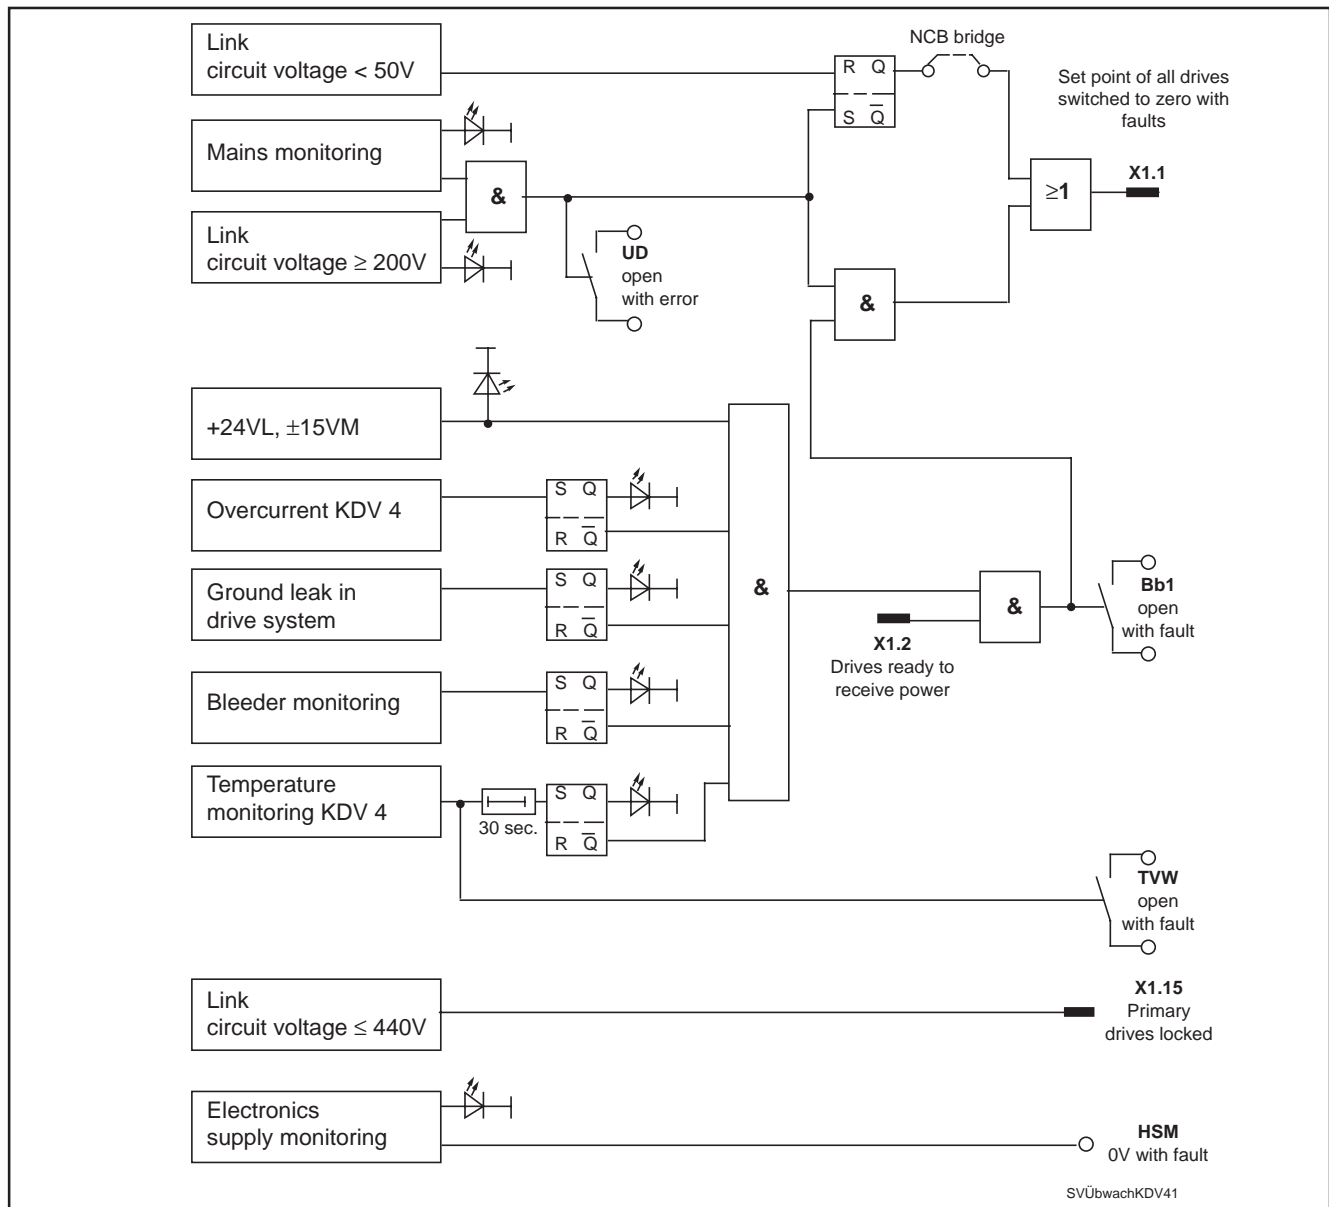 Link
circuit voltage < 50V
R Q
S Q̅
NCB bridge
Set point of all drives
switched to zero with
faults
Mains monitoring
&
≥1
X1.1
Link
circuit voltage ≥ 200V
UD
open
with error
&
+24VL, ±15VM
Overcurrent KDV 4
S Q
R Q̅
Ground leak in
drive system
S Q
R Q̅
&
&
X1.2
Drives ready to
receive power
Bb1
open
with fault
Bleeder monitoring
S Q
R Q̅
Temperature
monitoring KDV 4
30 sec.
S Q
R Q̅
TVW
open
with fault
Link
circuit voltage ≤ 440V
X1.15
Primary
drives locked
Electronics
supply monitoring
HSM
0V with fault
SVÜbwachKDV41